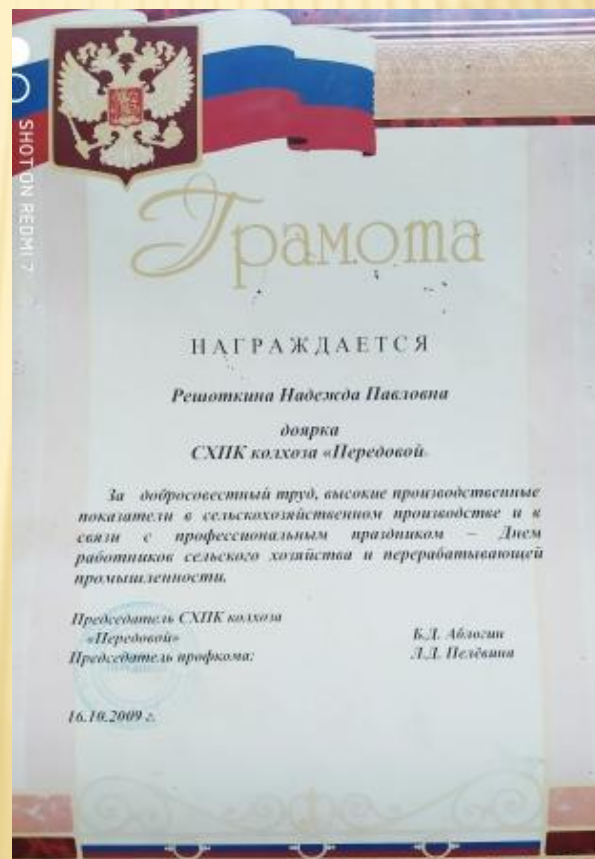 SHOT ON REDMI 7
Грамота
НАГРАЖДАЕТСЯ
Решоткина Надежда Павловна
доярка
СХПК колхоза «Передовой
За добросовестный труд, высокие производственные
показатели в сельскохозяйственном производстве и в
связи с профессиональным праздником – Днем
работников сельского хозяйства и перерабатывающей
промышленности.
Председатель СХПК колхоза
«Передовой» Б.Д. Аблогин
Председатель профкома: Л.Д. Пелёвина
16.10.2009 г.